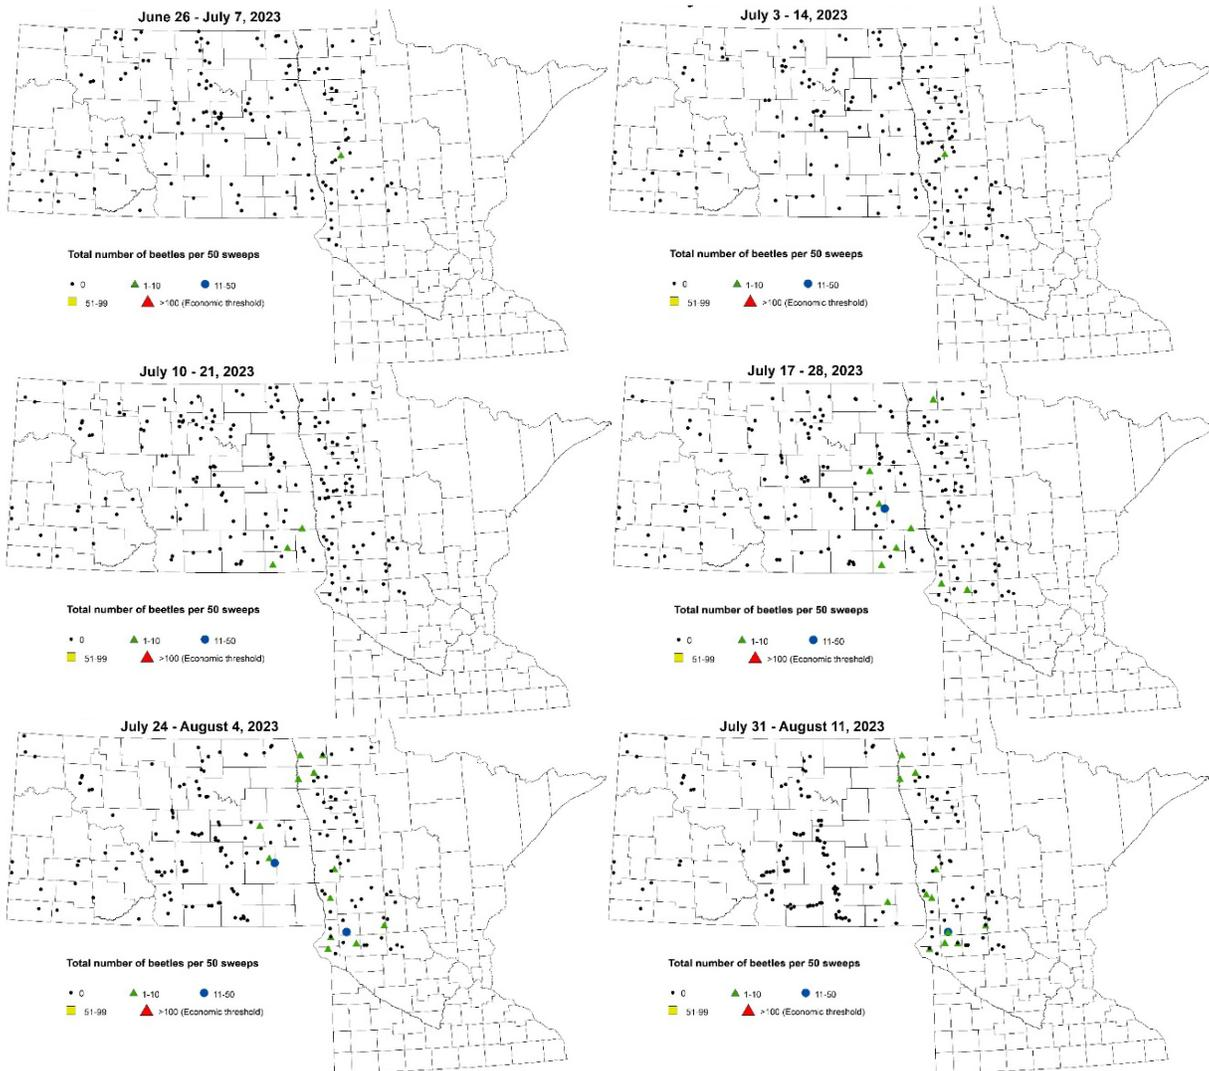 June 26 - July 7, 2023
Total number of beetles per 50 sweeps
0 1-10 11-50
51-99 >100 (Economic threshold)
July 3 - 14, 2023
Total number of beetles per 50 sweeps
0 1-10 11-50
51-99 >100 (Economic threshold)
July 10 - 21, 2023
Total number of beetles per 50 sweeps
0 1-10 11-50
51-99 >100 (Economic threshold)
July 17 - 28, 2023
Total number of beetles per 50 sweeps
0 1-10 11-50
51-99 >100 (Economic threshold)
July 24 - August 4, 2023
Total number of beetles per 50 sweeps
0 1-10 11-50
51-99 >100 (Economic threshold)
July 31 - August 11, 2023
Total number of beetles per 50 sweeps
0 1-10 11-50
51-99 >100 (Economic threshold)